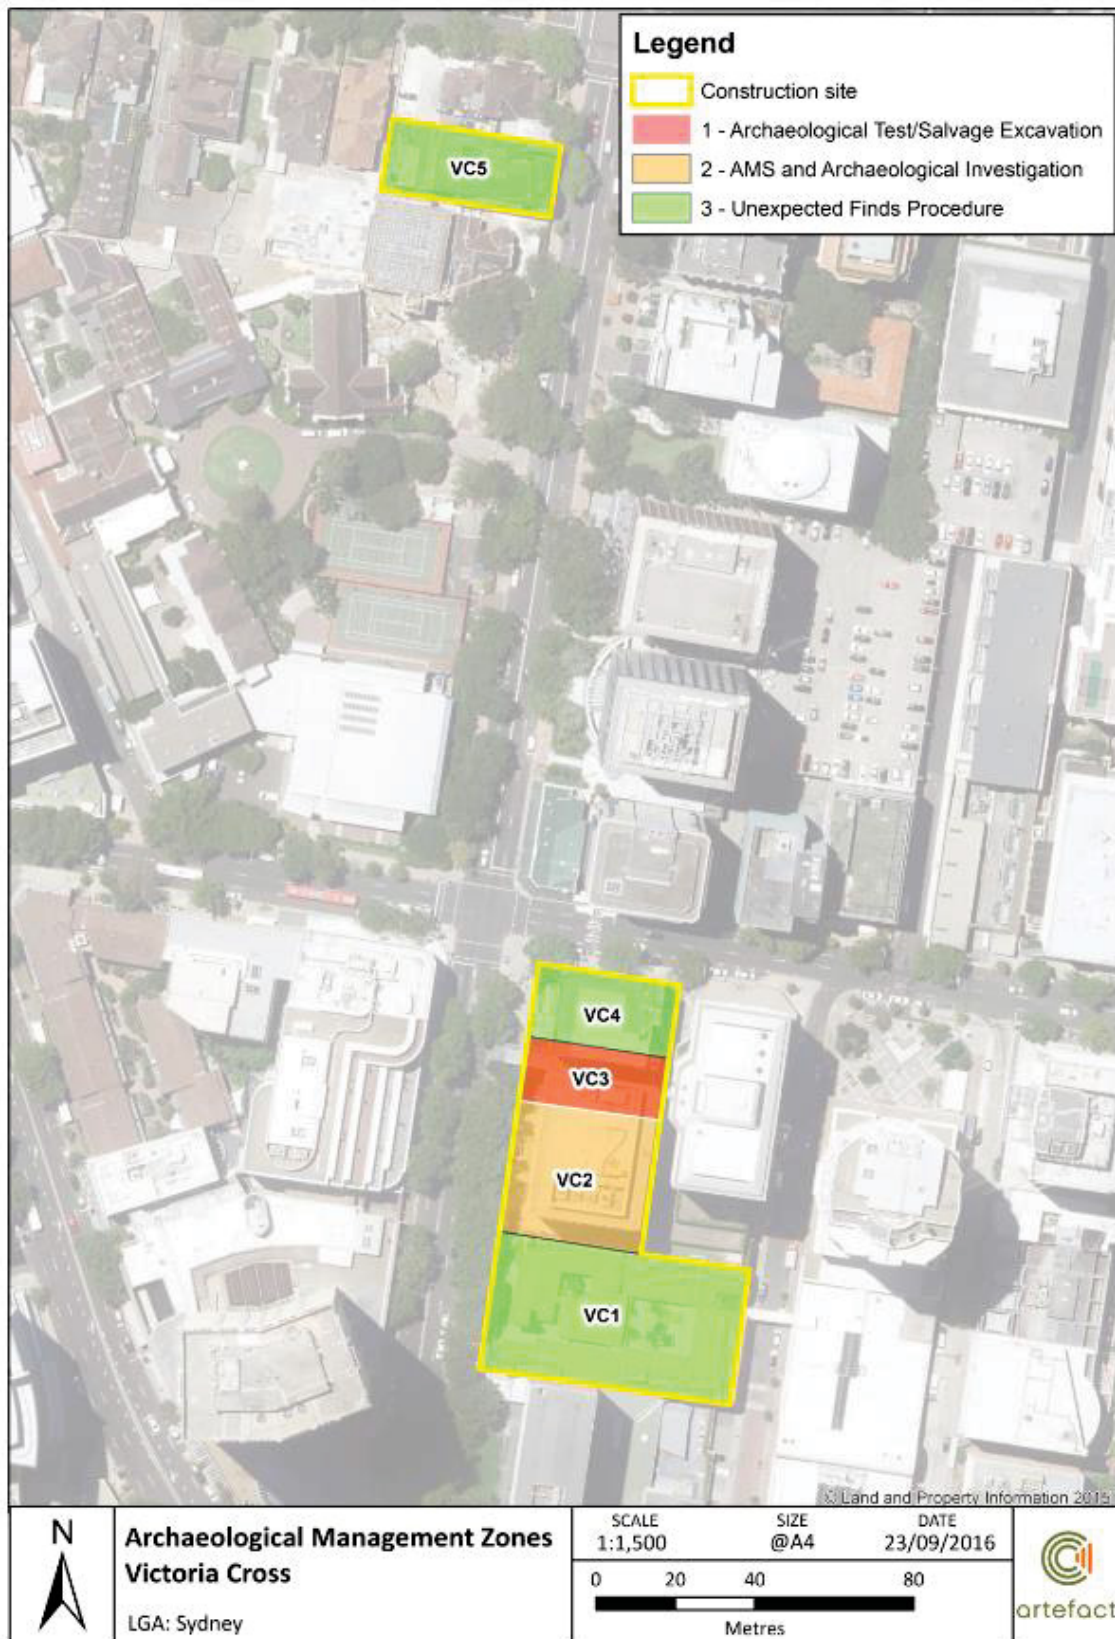 Legend
Construction site
1 - Archaeological Test/Salvage Excavation
2 - AMS and Archaeological Investigation
3 - Unexpected Finds Procedure
VC5
VC4
VC3
VC2
VC1
© Land and Property Information 2015
N
Archaeological Management Zones
Victoria Cross
LGA: Sydney
SCALE
1:1,500
SIZE
@A4
DATE
23/09/2016
0 20 40 80
Metres
artefact